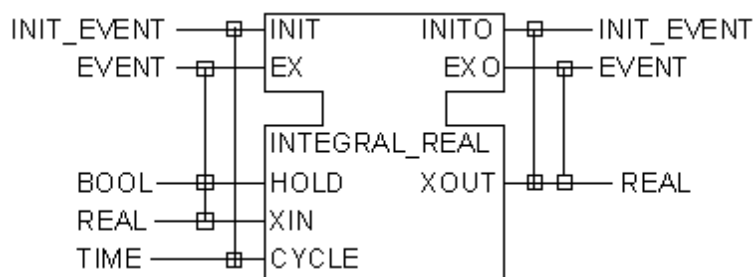 INIT_EVENT INIT INITO INIT_EVENT
EVENT EX EXO EVENT
INTEGRAL_REAL
BOOL HOLD XOUT REAL
REAL XIN
TIME CYCLE